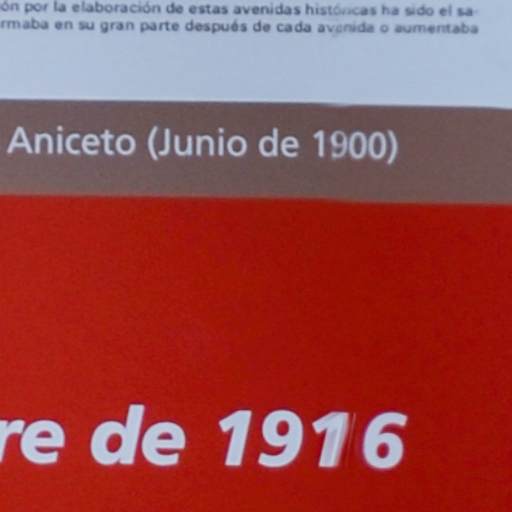 ón por la elaboración de estas avenidas históricas ha sido el sa-
rmaba en su gran parte después de cada avenida o aumentaba
Aniceto (Junio de 1900)
re de 1916